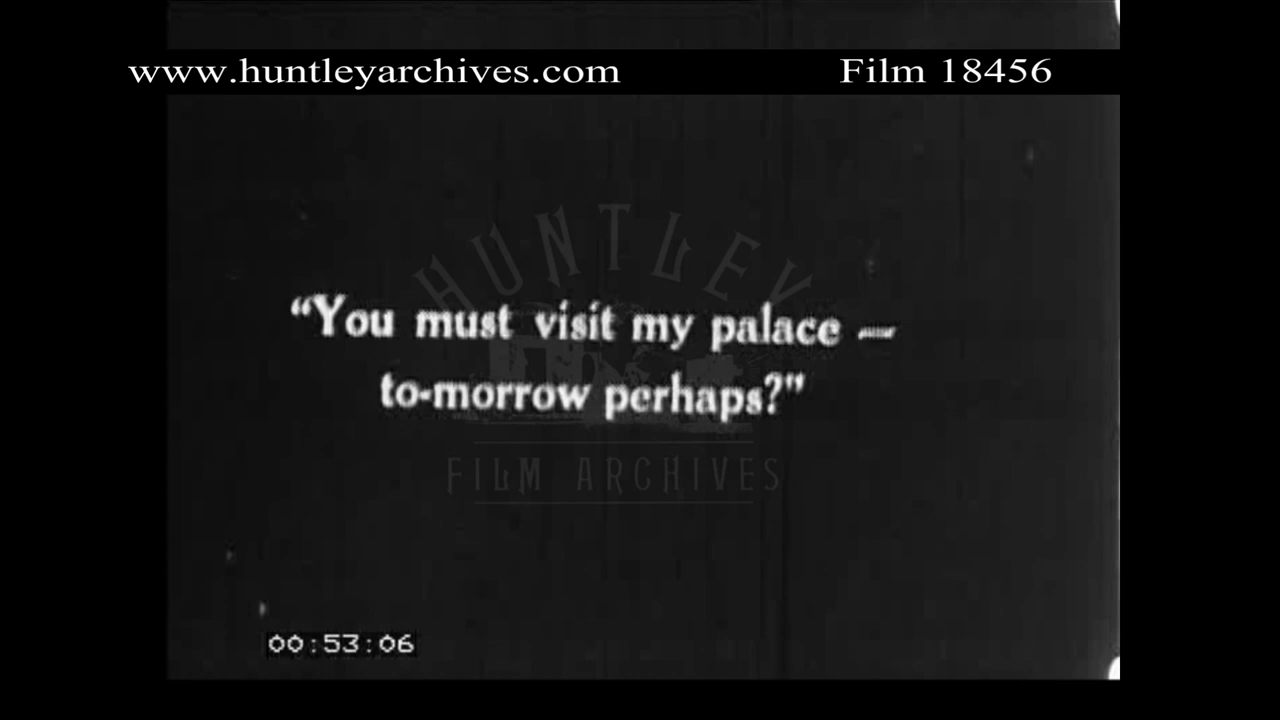 www.huntleyarchives.com Film 18456
HUNTLEY
“You must visit my palace —
to-morrow perhaps?”
FILM ARCHIVES
00:53:06